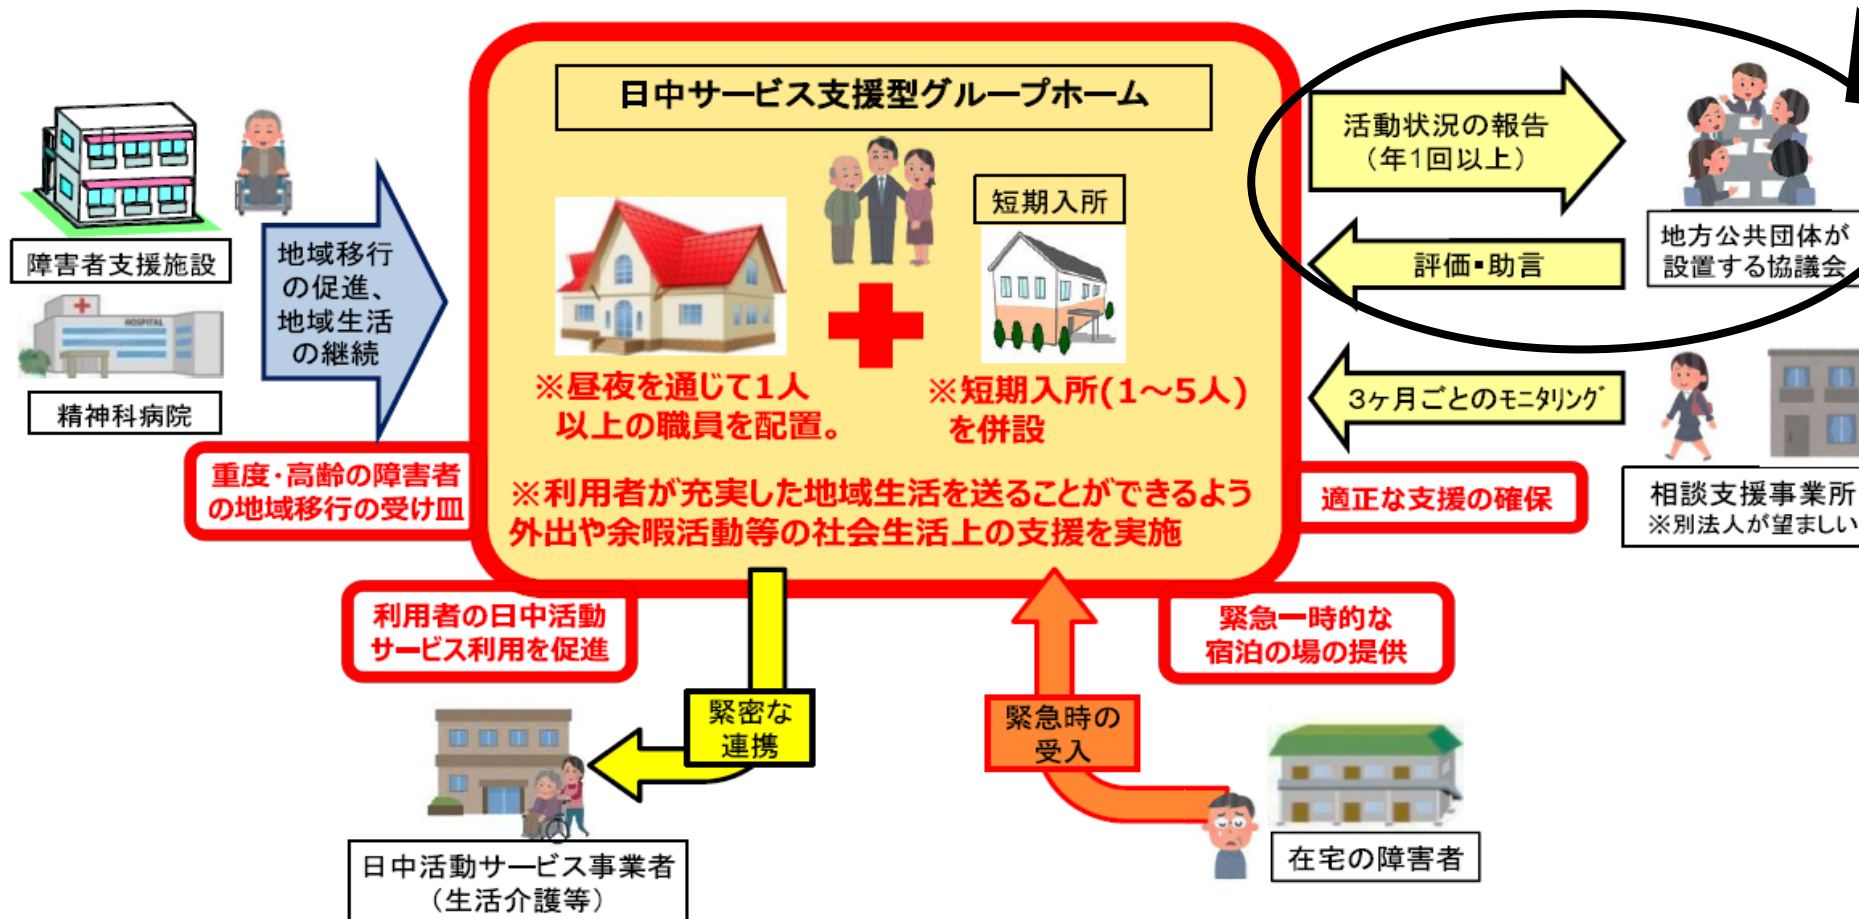 日中サービス支援型グループホーム
短期入所
※昼夜を通じて1人
以上の職員を配置。
※短期入所(1～5人)
を併設
※利用者が充実した地域生活を送ることができるよう
外出や余暇活動等の社会生活上の支援を実施
障害者支援施設
HOSPITAL
精神科病院
地域移行
の促進、
地域生活
の継続
重度・高齢の障害者
の地域移行の受け皿
活動状況の報告
(年1回以上)
評価・助言
地方公共団体が
設置する協議会
3ヶ月ごとのモニタリング
適正な支援の確保
相談支援事業所
※別法人が望ましい
利用者の日中活動
サービス利用を促進
緊密な
連携
日中活動サービス事業者
(生活介護等)
緊急一時的な
宿泊の場の提供
緊急時の
受入
在宅の障害者